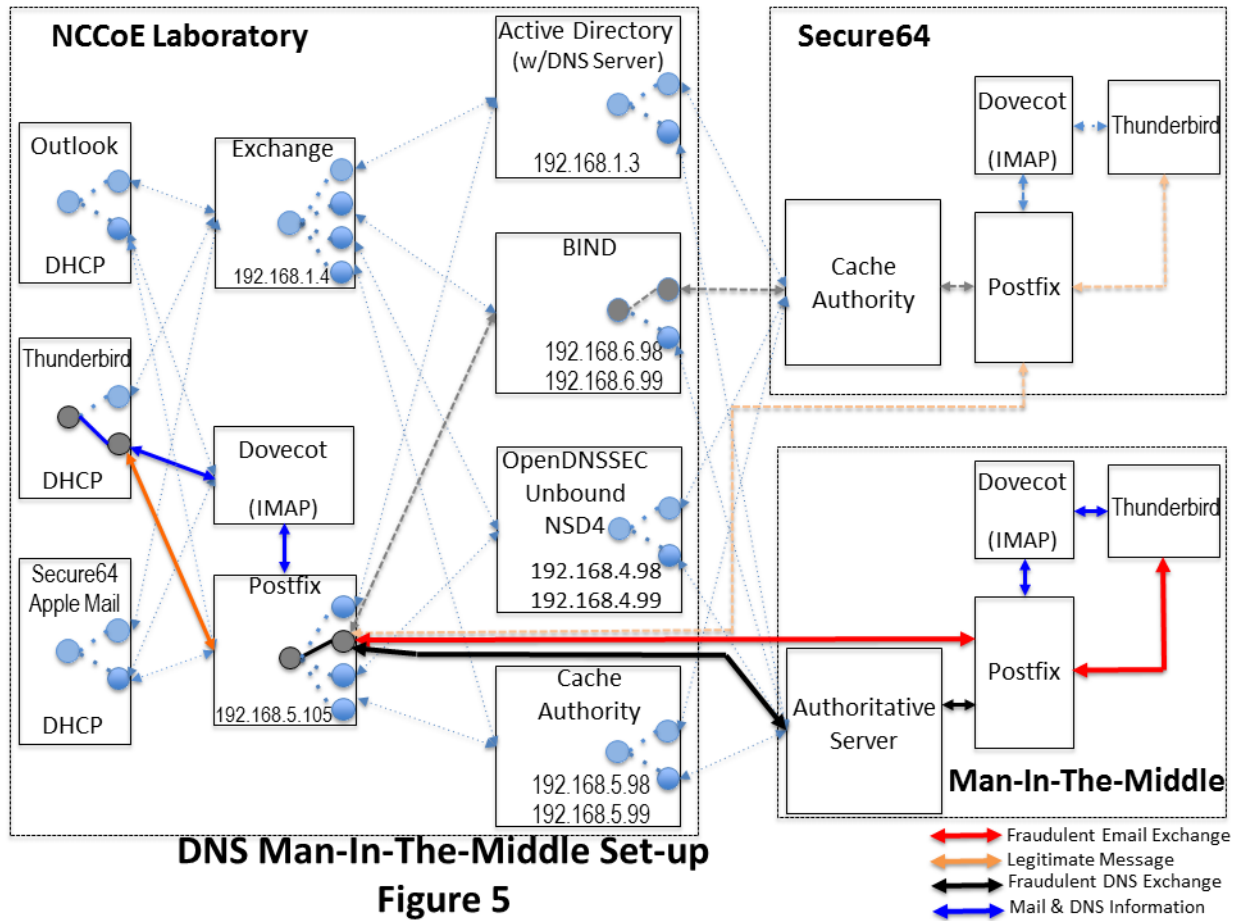 NCCoE Laboratory
Outlook
DHCP
Thunderbird
DHCP
Secure64
Apple Mail
DHCP
Exchange
192.168.1.4
Dovecot
(IMAP)
Postfix
192.168.5.105
Active Directory
(w/DNS Server)
192.168.1.3
BIND
192.168.6.98
192.168.6.99
OpenDNSSEC
Unbound
NSD4
192.168.4.98
192.168.4.99
Cache
Authority
192.168.5.98
192.168.5.99
Secure64
Cache
Authority
Dovecot
(IMAP)
Thunderbird
Postfix
Authoritative
Server
Dovecot
(IMAP)
Thunderbird
Postfix
Man-In-The-Middle
DNS Man-In-The-Middle Set-up
Figure 5
Fraudulent Email Exchange
Legitimate Message
Fraudulent DNS Exchange
Mail & DNS Information